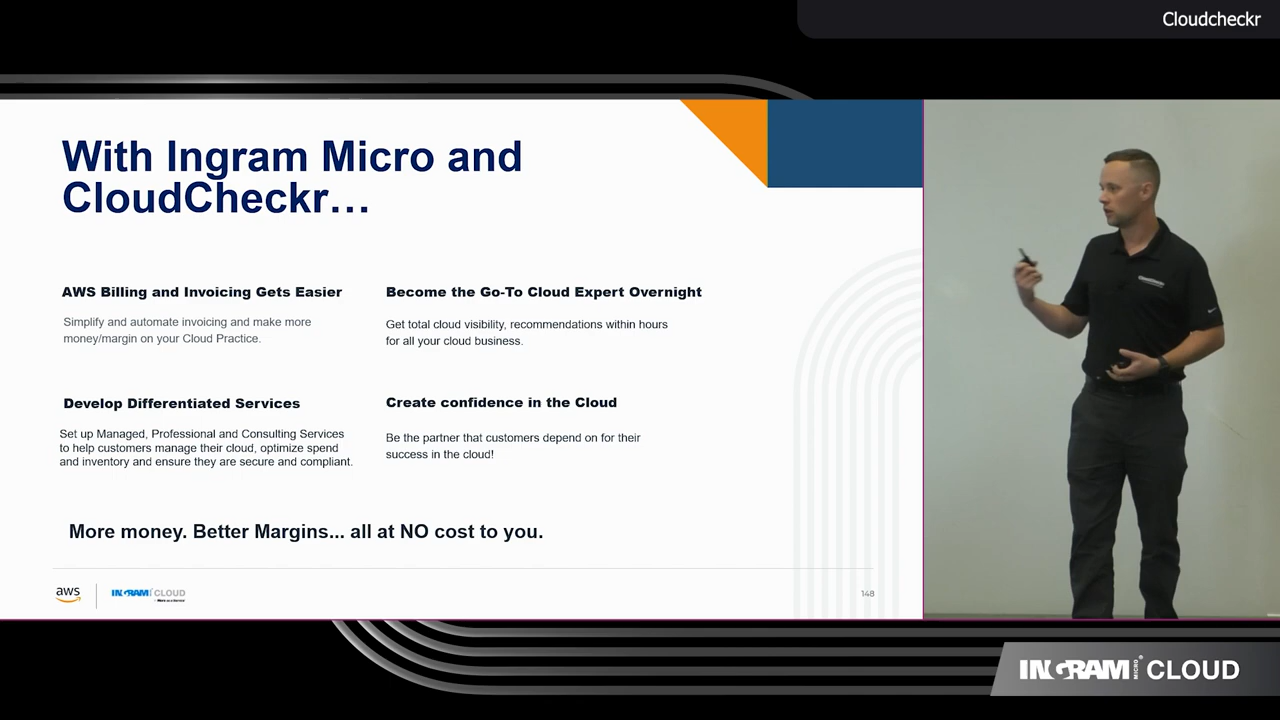 Cloudcheckr
With Ingram Micro and
CloudCheckr...
AWS Billing and Invoicing Gets Easier
Simplify and automate invoicing and make more
money/margin on your Cloud Practice.
Become the Go-To Cloud Expert Overnight
Get total cloud visibility, recommendations within hours
for all your cloud business.
Develop Differentiated Services
Set up Managed, Professional and Consulting Services
to help customers manage their cloud, optimize spend
and inventory and ensure they are secure and compliant.
Create confidence in the Cloud
Be the partner that customers depend on for their
success in the cloud!
More money. Better Margins... all at NO cost to you.
aws
INGRAM CLOUD
148
INGRAM MICRO CLOUD